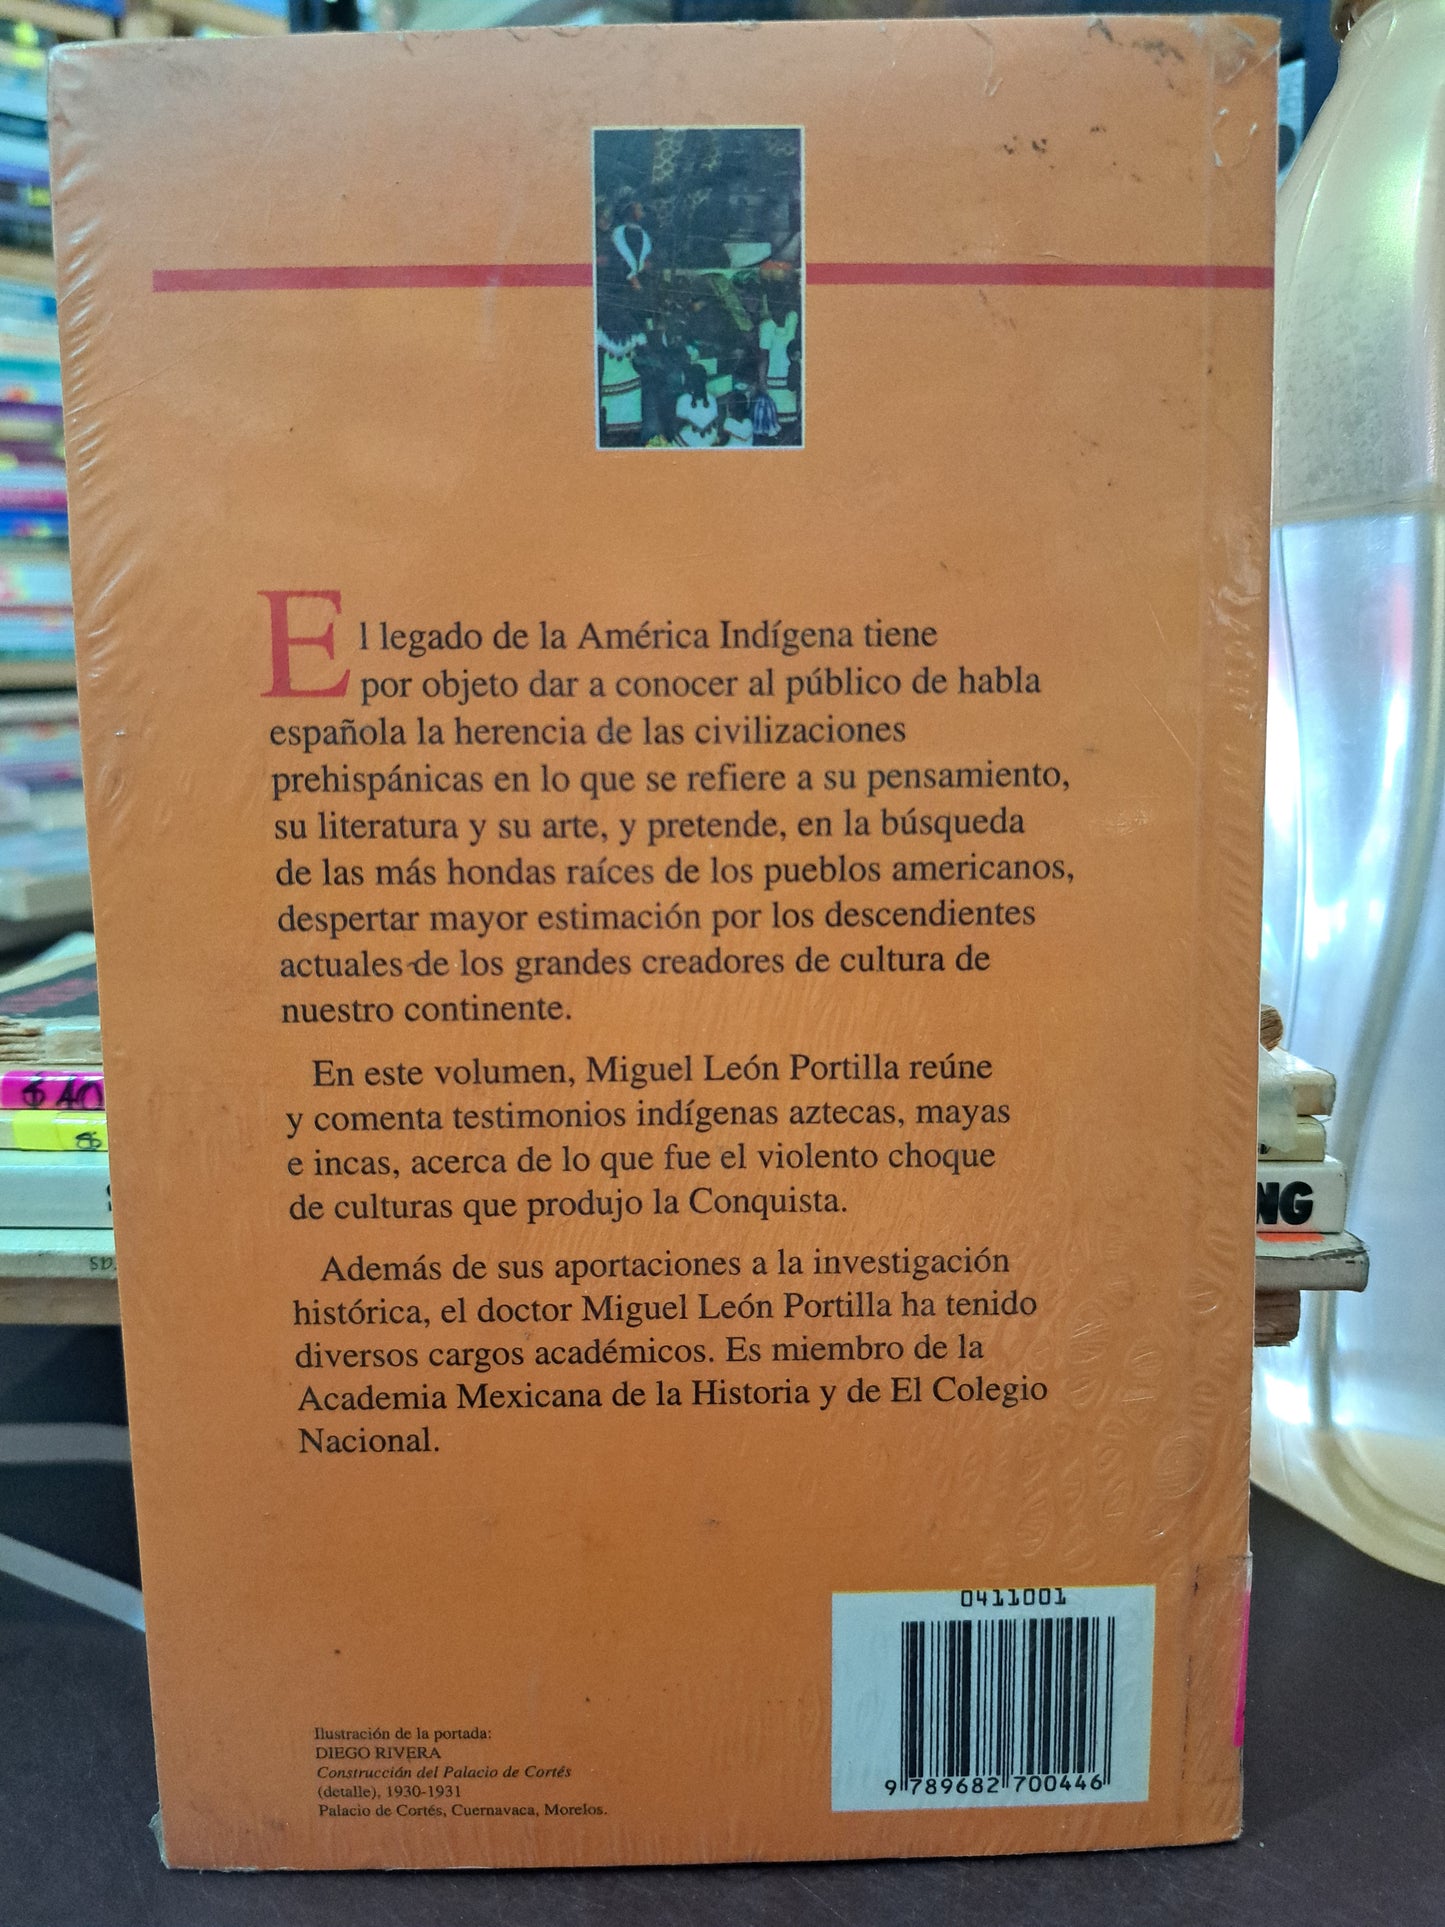 El legado de la América Indígena tiene
por objeto dar a conocer al público de habla
española la herencia de las civilizaciones
prehispánicas en lo que se refiere a su pensamiento,
su literatura y su arte, y pretende, en la búsqueda
de las más hondas raíces de los pueblos americanos,
despertar mayor estimación por los descendientes
actuales de los grandes creadores de cultura de
nuestro continente.
En este volumen, Miguel León Portilla reúne
y comenta testimonios indígenas aztecas, mayas
e incas, acerca de lo que fue el violento choque
de culturas que produjo la Conquista.
Además de sus aportaciones a la investigación
histórica, el doctor Miguel León Portilla ha tenido
diversos cargos académicos. Es miembro de la
Academia Mexicana de la Historia y de El Colegio
Nacional.
Ilustración de la portada:
DIEGO RIVERA
Construcción del Palacio de Cortés
(detalle), 1930-1931
Palacio de Cortés, Cuernavaca, Morelos.
0411001
9 789682 700446
$ 40
NG